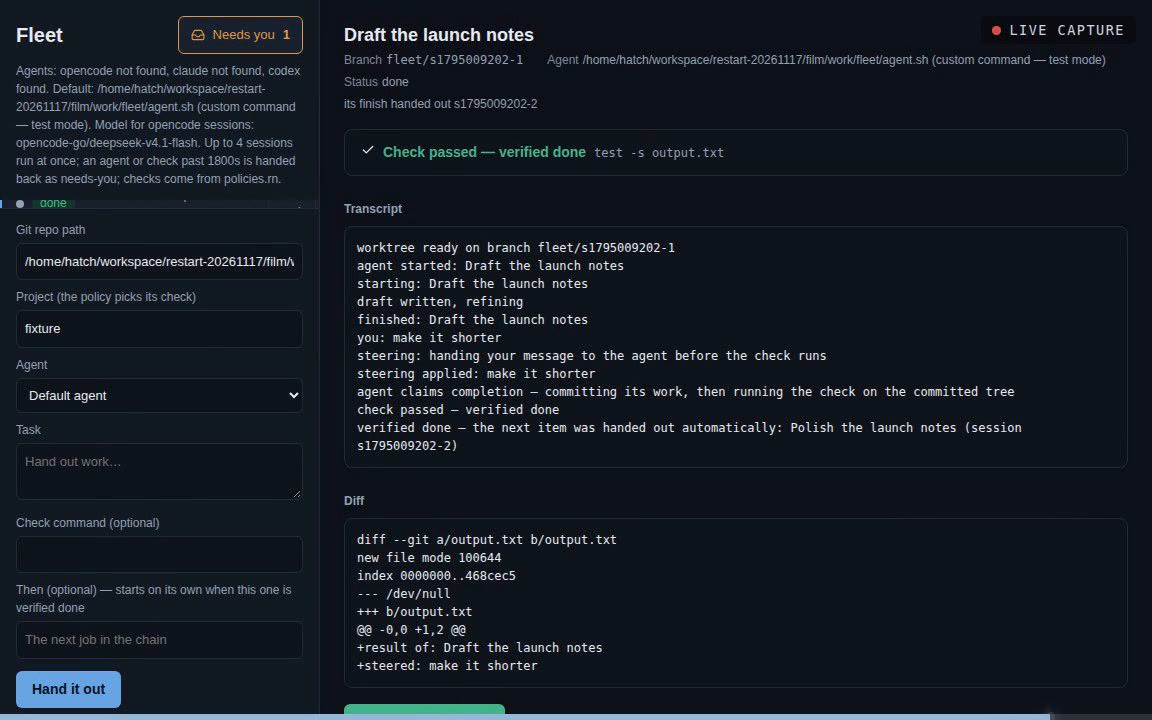 Fleet
Needs you 1
Agents: opencode not found, claude not found, codex
found. Default: /home/hatch/workspace/restart-
20261117/film/work/fleet/agent.sh (custom command
— test mode). Model for opencode sessions:
opencode-go/deepseek-v4.1-flash. Up to 4 sessions
run at once; an agent or check past 1800s is handed
back as needs-you; checks come from policies.rn.
done
Git repo path
/home/hatch/workspace/restart-20261117/film/
Project (the policy picks its check)
fixture
Agent
Default agent
Task
Hand out work…
Check command (optional)
Then (optional) — starts on its own when this one is
verified done
The next job in the chain
Hand it out
Draft the launch notes
LIVE CAPTURE
Branch fleet/s1795009202-1 Agent /home/hatch/workspace/restart-20261117/film/work/fleet/agent.sh (custom command — test mode)
Status done
its finish handed out s1795009202-2
Check passed — verified done test -s output.txt
Transcript
worktree ready on branch fleet/s1795009202-1
agent started: Draft the launch notes
starting: Draft the launch notes
draft written, refining
finished: Draft the launch notes
you: make it shorter
steering: handing your message to the agent before the check runs
steering applied: make it shorter
agent claims completion — committing its work, then running the check on the committed tree
check passed — verified done
verified done — the next item was handed out automatically: Polish the launch notes (session
s1795009202-2)
Diff
diff --git a/output.txt b/output.txt
new file mode 100644
index 0000000..468cec5
--- /dev/null
+++ b/output.txt
@@ -0,0 +1,2 @@
+result of: Draft the launch notes
+steered: make it shorter